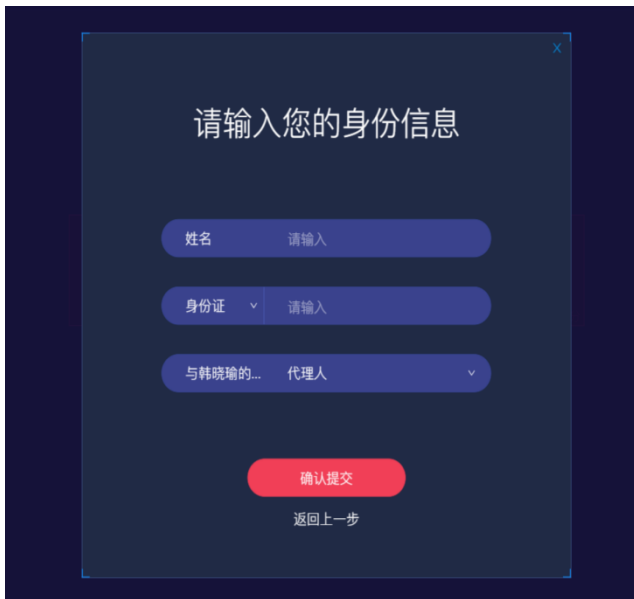 X
请输入您的身份信息
姓名 请输入
身份证 请输入
与韩晓瑜的... 代理人
确认提交
返回上一步